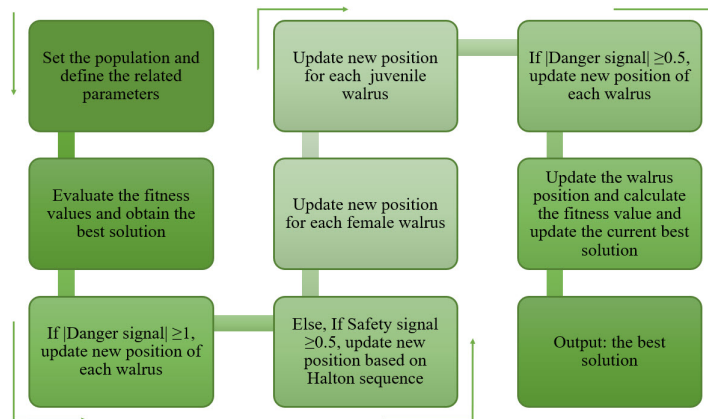 Set the population and
define the related
parameters
Evaluate the fitness
values and obtain the
best solution
If |Danger signal| ≥1,
update new position of
each walrus
Else, If Safety signal
≥0.5, update new
position based on
Halton sequence
Update new position
for each female walrus
Update new position
for each  juvenile
walrus
If |Danger signal| ≥0.5,
update new position of
each walrus
Update the walrus
position and calculate
the fitness value and
update the current best
solution
Output: the best
solution